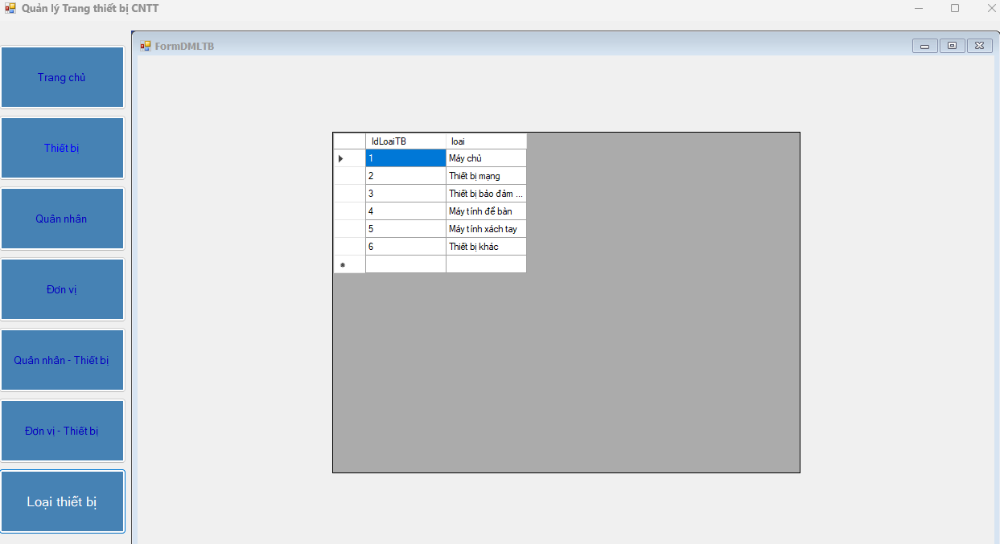 Quản lý Trang thiết bị CNTT
FormDMLTB
Trang chủ
Thiết bị
Quân nhân
Đơn vị
Quân nhân - Thiết bị
Đơn vị - Thiết bị
Loại thiết bị
IdLoaiTB loai
1 Máy chủ
2 Thiết bị mạng
3 Thiết bị bảo đảm ...
4 Máy tính để bàn
5 Máy tính xách tay
6 Thiết bị khác